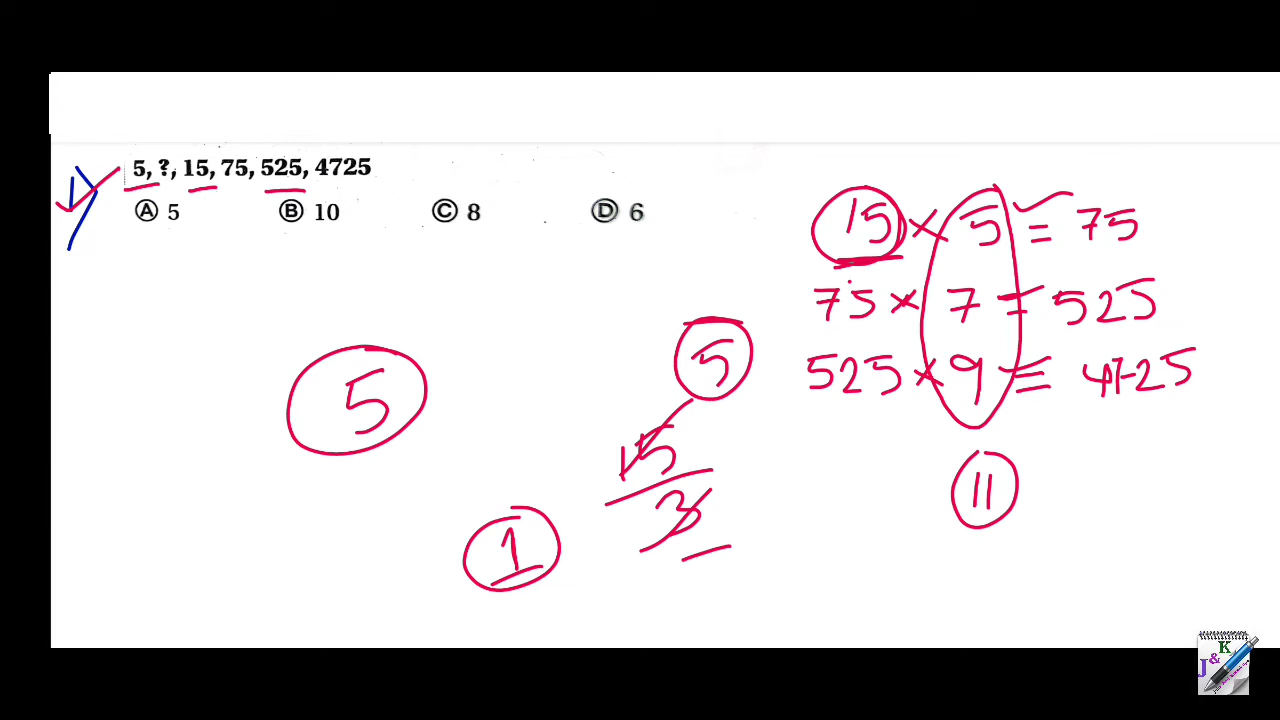 5, ?, 15, 75, 525, 4725
Ⓐ 5 Ⓑ 10 Ⓒ 8 Ⓓ 6
15 × 5 = 75
75 × 7 = 525
525 × 9 = 4725
5
5
15
3
11
1
J&K